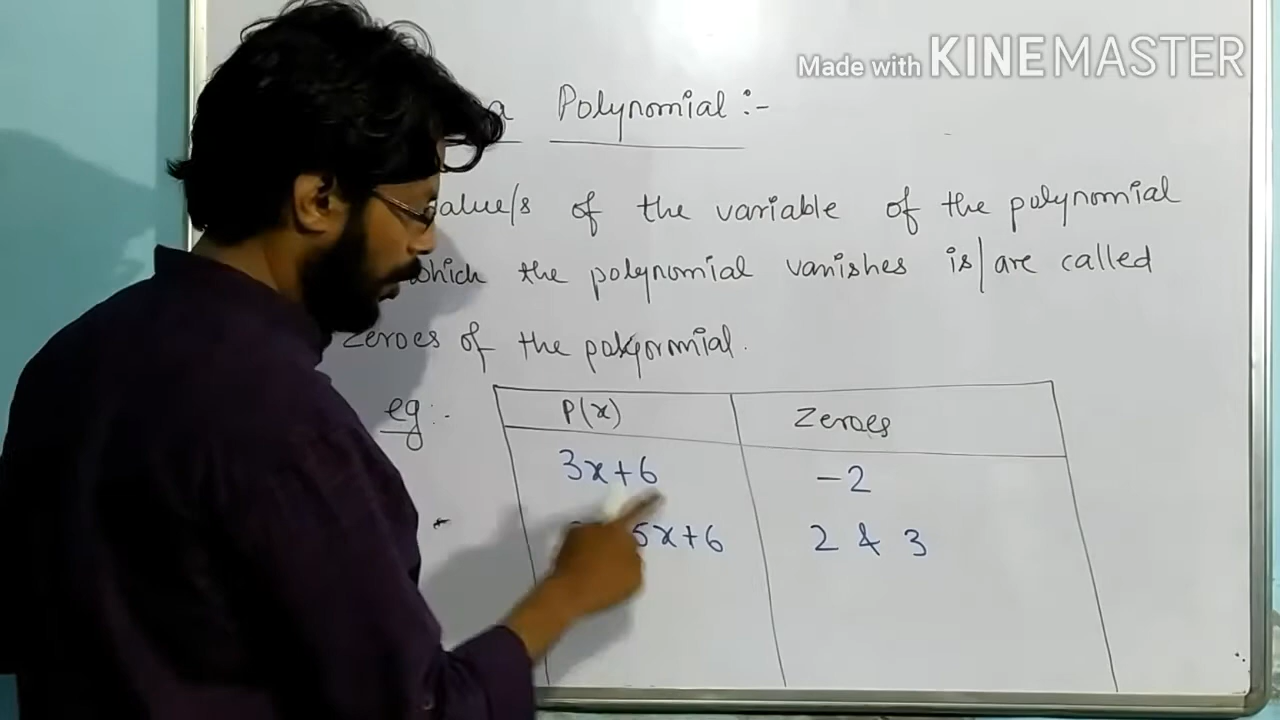 Made with KINEMASTER
a Polynomial :-
value/s of the variable of the polynomial
which the polynomial vanishes is/are called
zeroes of the polynomial.
eg :-
P(x) Zeroes
3x+6 -2
5x+6 2 & 3